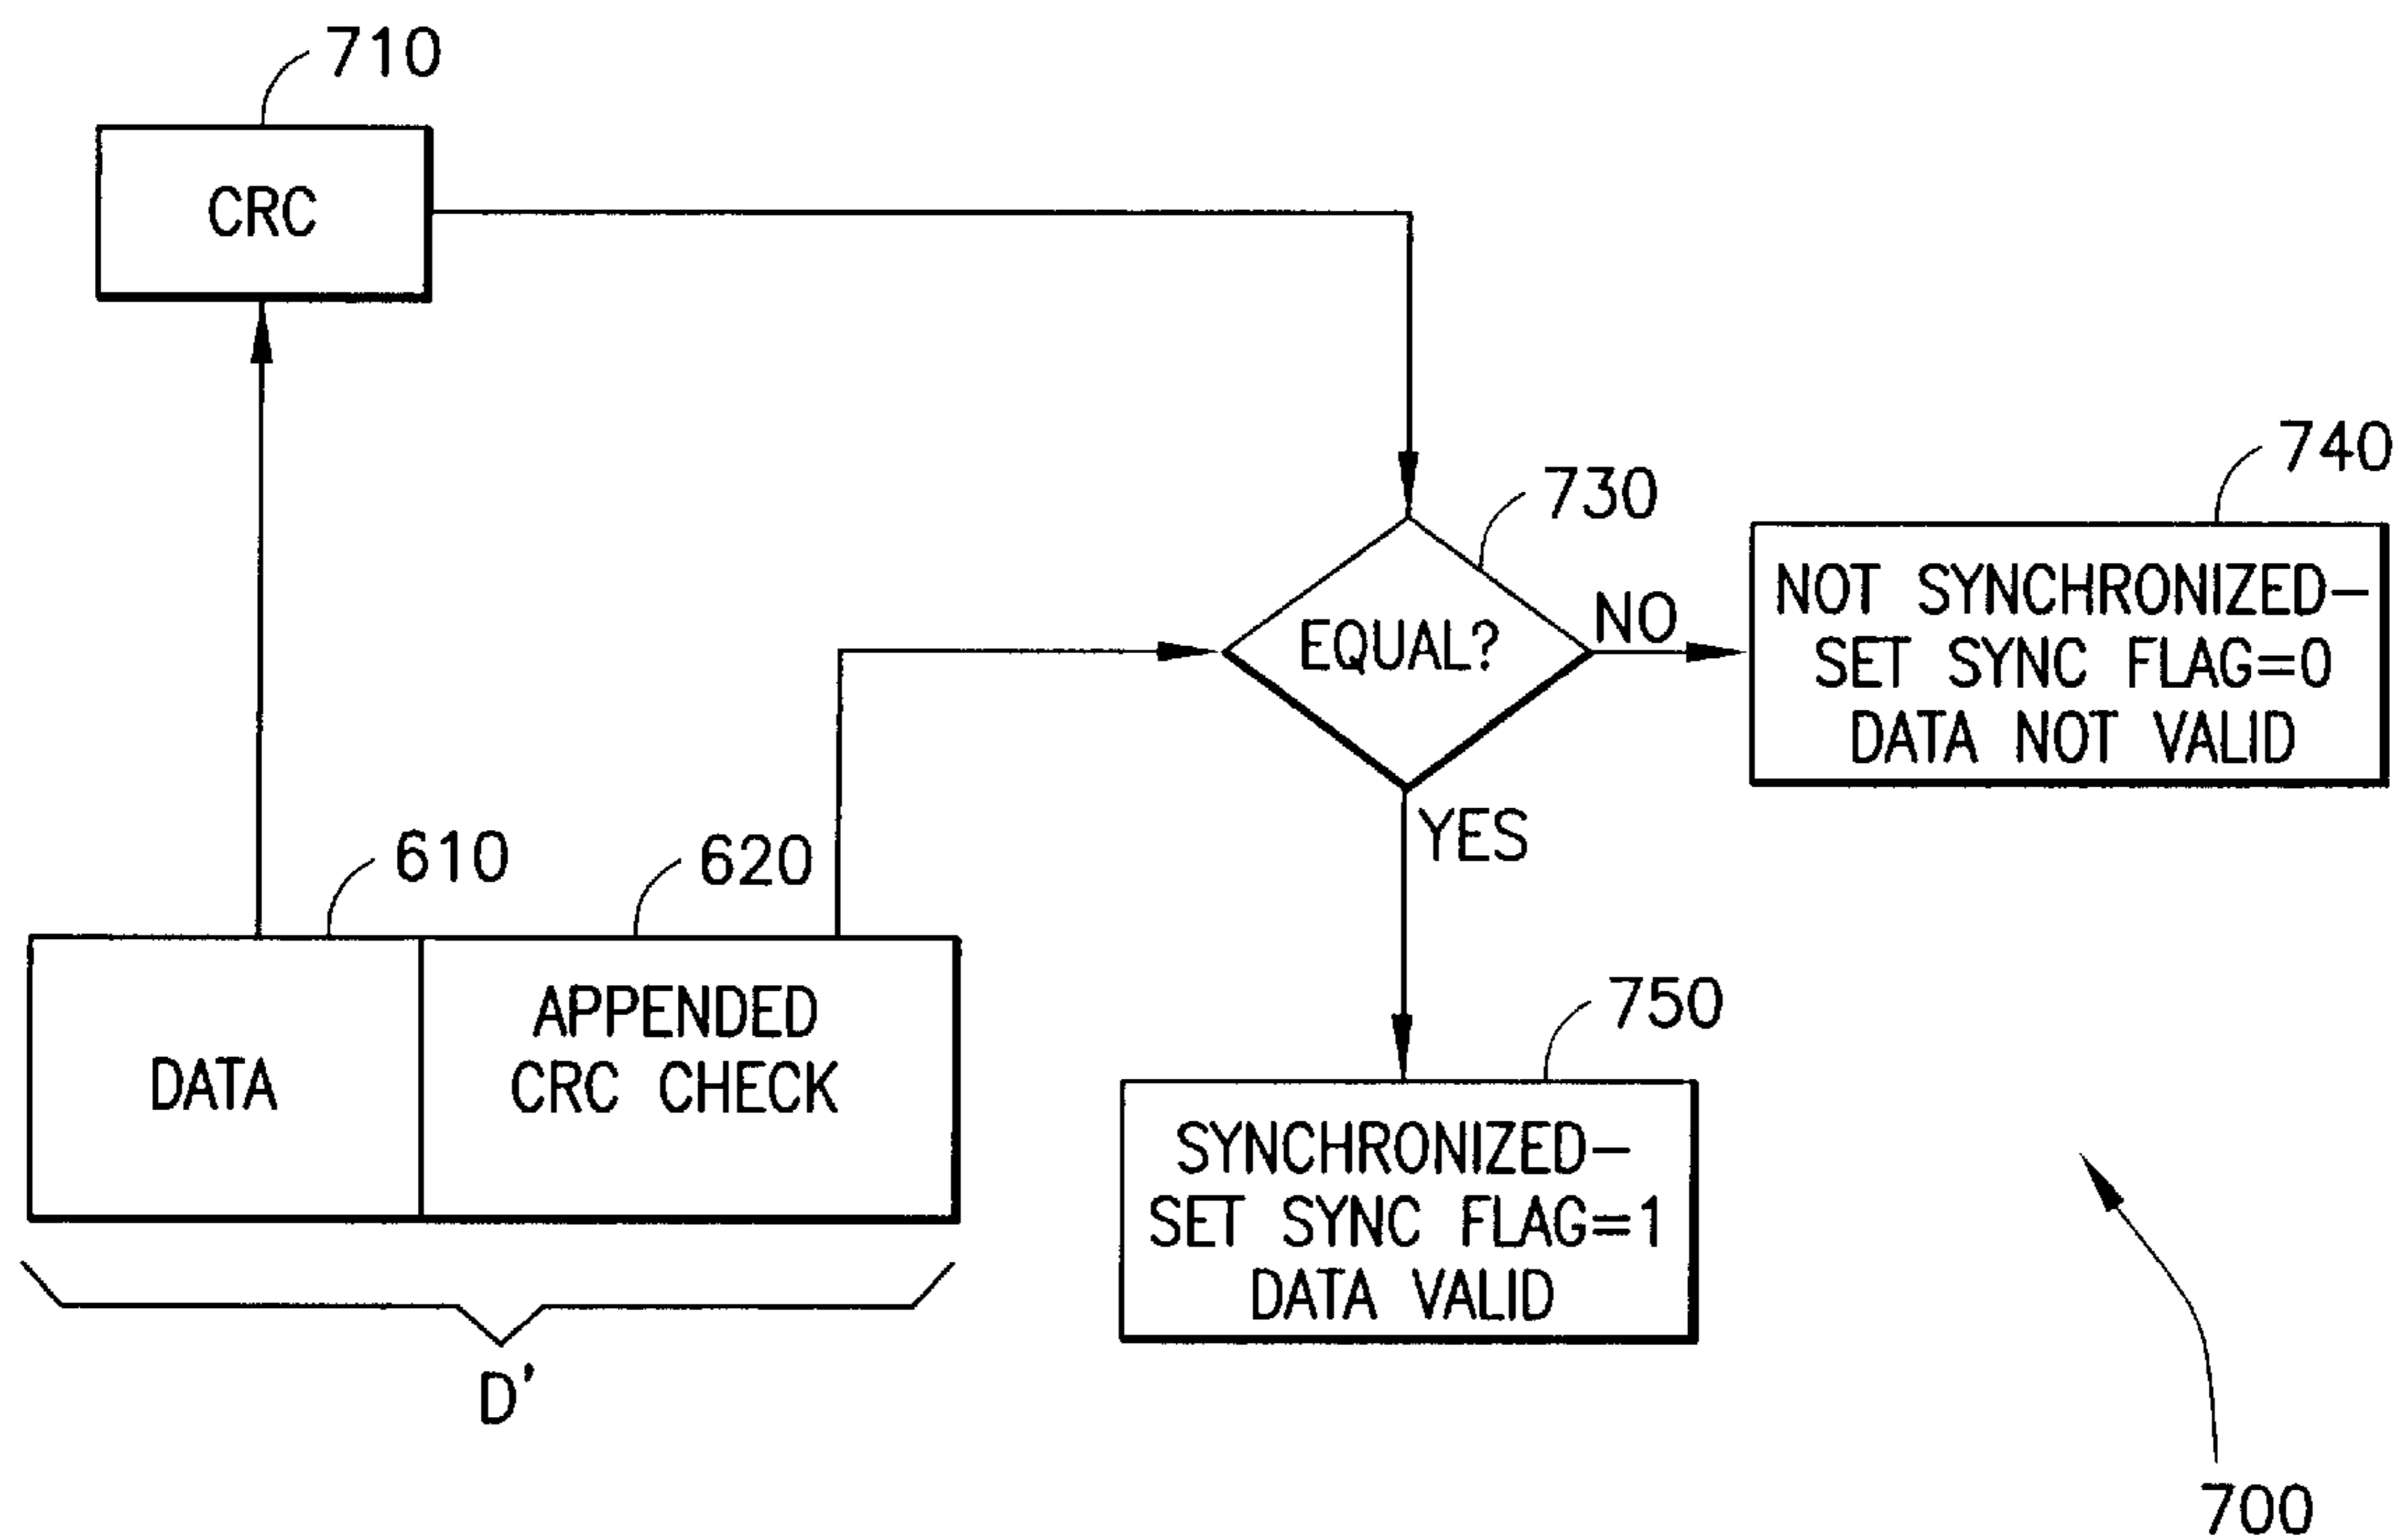 710
CRC
740
730
NOT SYNCHRONIZED-
SET SYNC FLAG=0
DATA NOT VALID
NO
EQUAL?
YES
610
620
DATA
APPENDED
CRC CHECK
750
SYNCHRONIZED-
SET SYNC FLAG=1
DATA VALID
D'
700